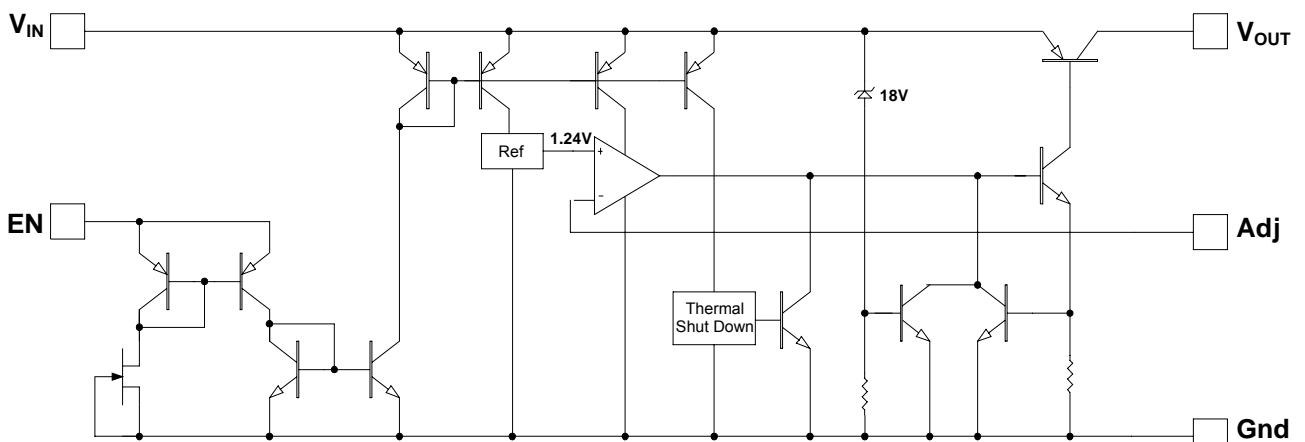 VIN
VOUT
18V
1.24V
Ref
+
−
EN
Adj
Thermal
Shut Down
Gnd